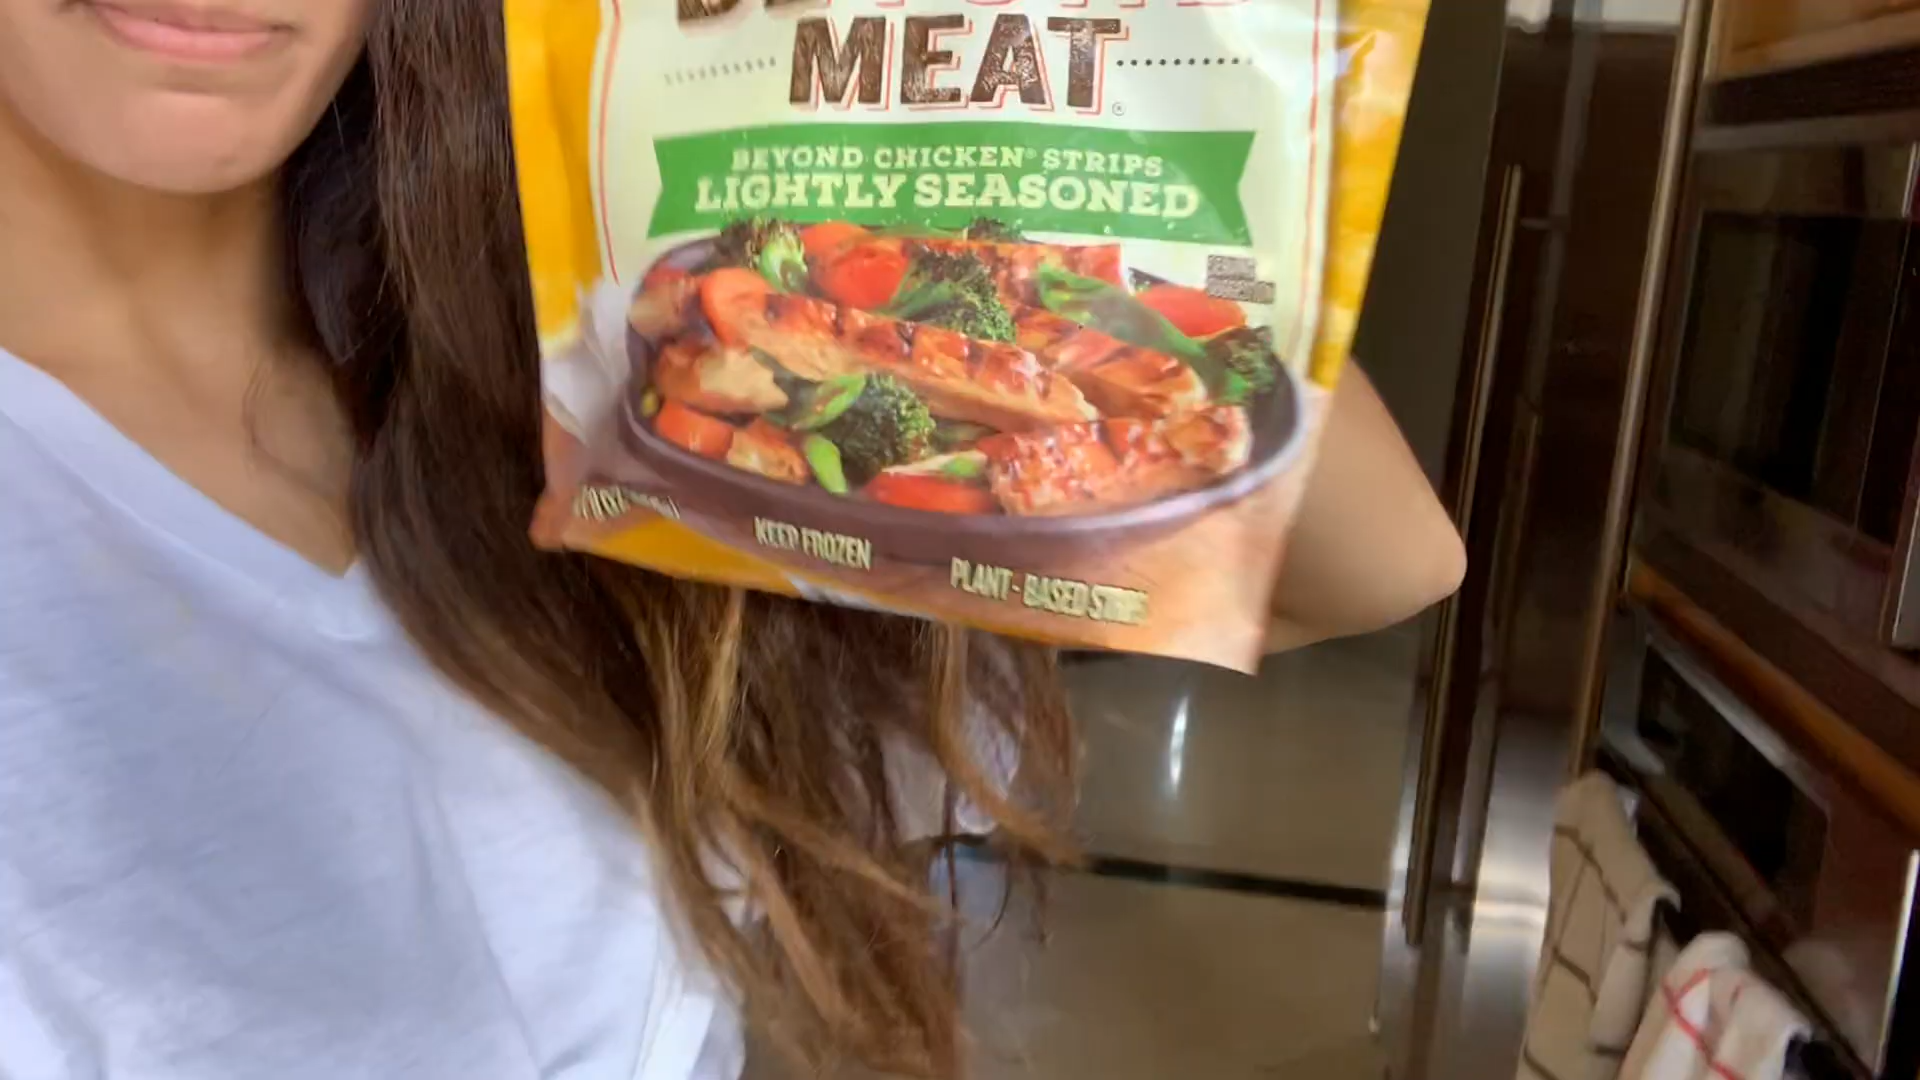 MEAT
BEYOND CHICKEN® STRIPS
LIGHTLY SEASONED
KEEP FROZEN
PLANT-BASED STRIPS